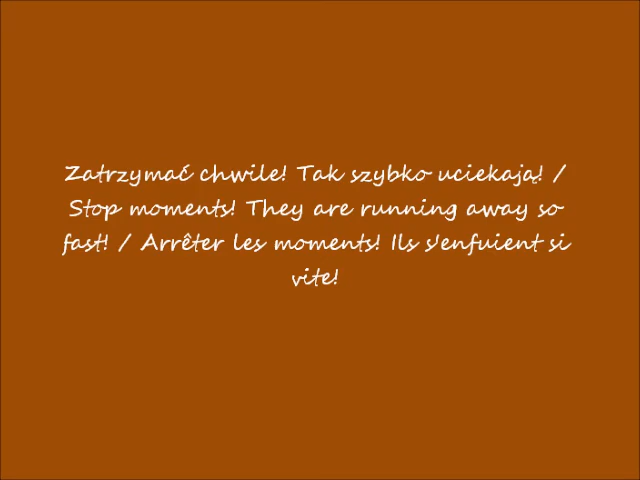 Zatrzymać chwile! Tak szybko uciekają! /
Stop moments! They are running away so
fast! / Arrêter les moments! Ils s'enfuient si
vite!